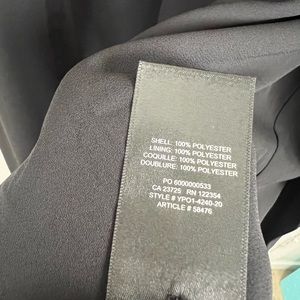 SHELL: 100% POLYESTER
LINING: 100% POLYESTER
COQUILLE: 100% POLYESTER
DOUBLURE: 100% POLYESTER
PO 6000000533
CA 23725 RN 122354
STYLE # YPO1-4240-20
ARTICLE # 58476